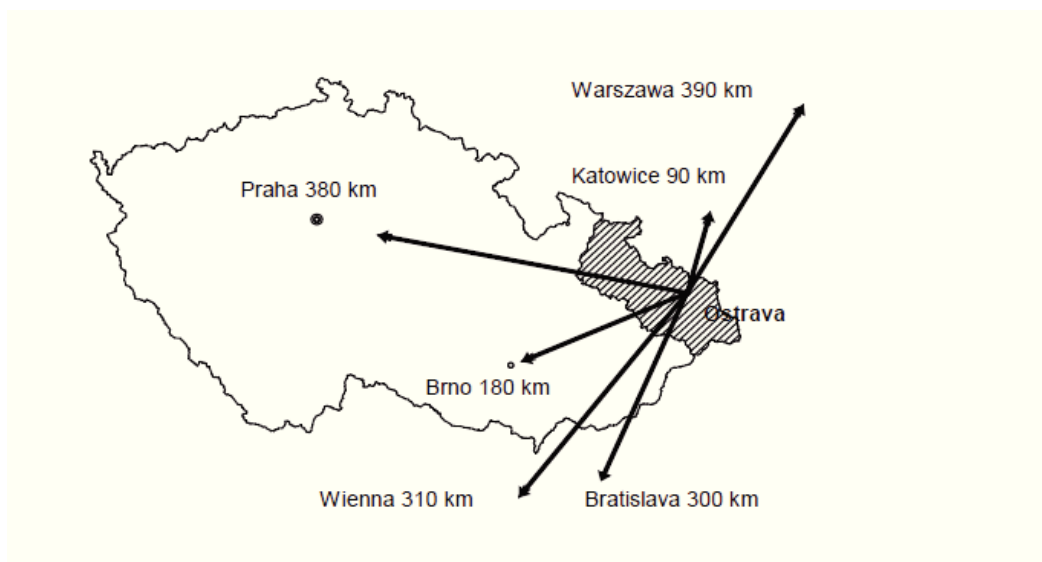 Warszawa 390 km
Katowice 90 km
Praha 380 km
Ostrava
Brno 180 km
Wienna 310 km
Bratislava 300 km